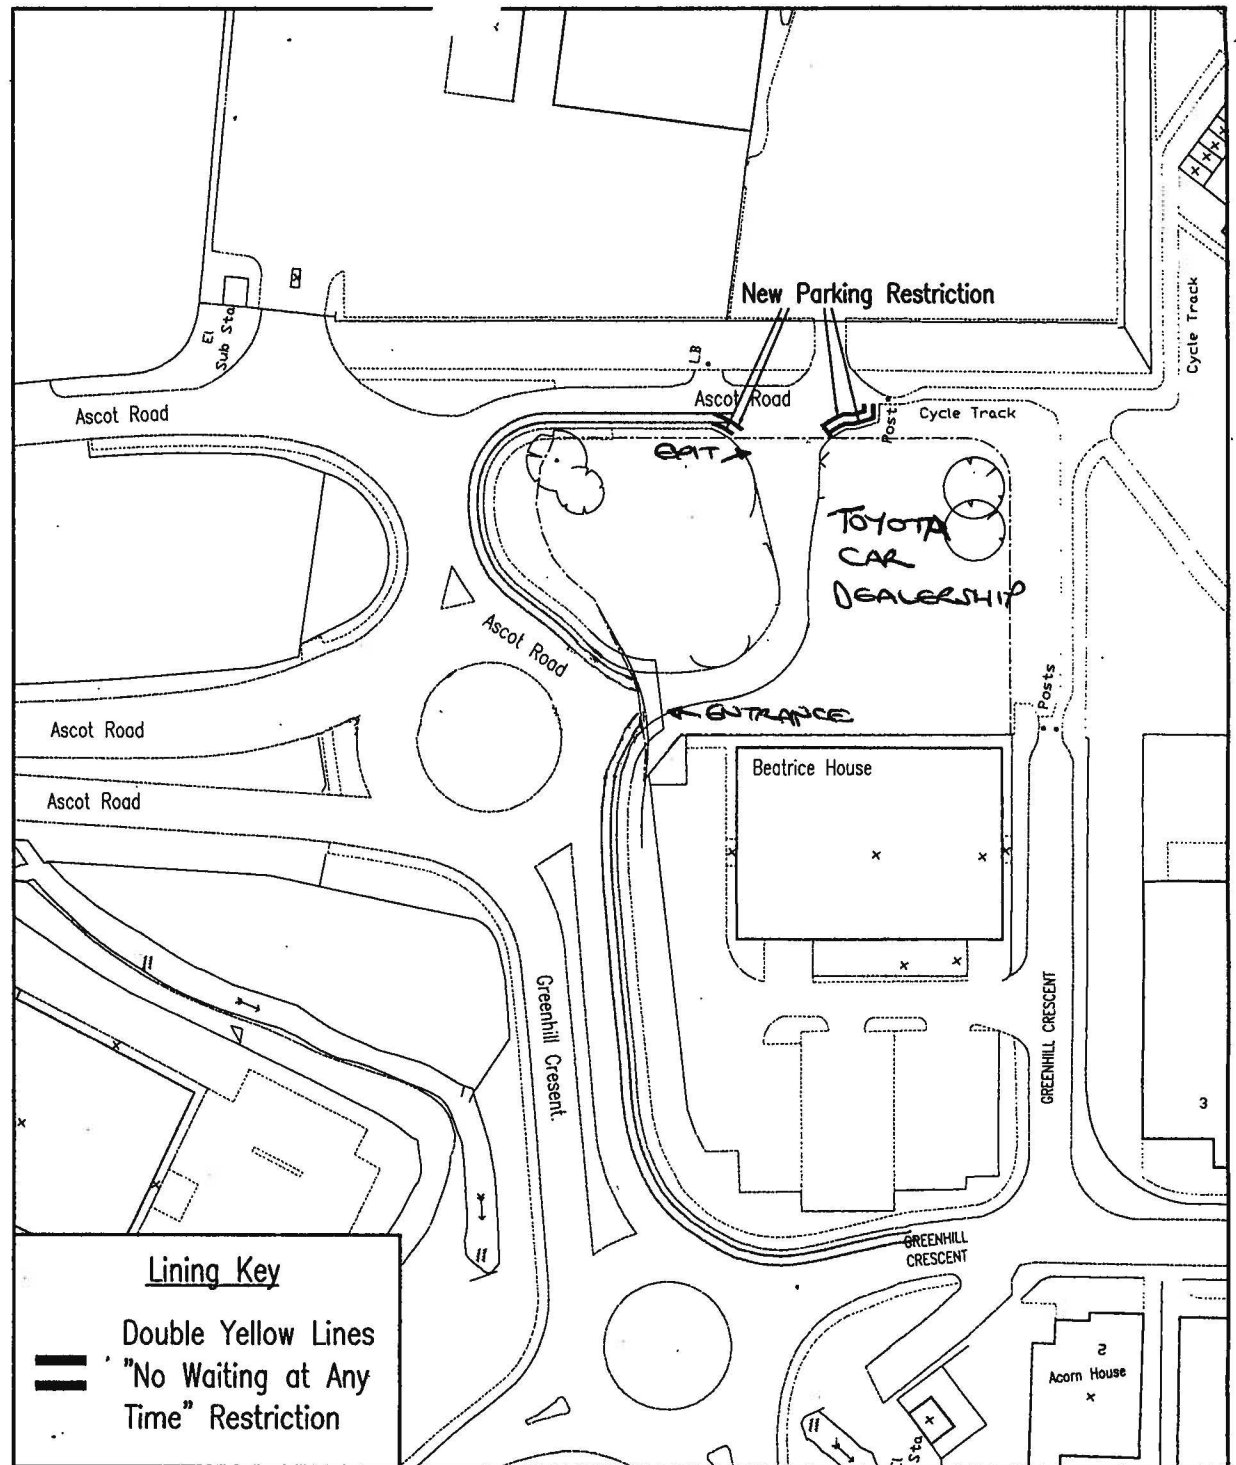 New Parking Restriction
El
Sub Sta
LB
Cycle Track
Ascot Road
Ascot Road
Post
Cycle Track
EXIT
TOYOTA
CAR
DEALERSHIP
Ascot Road
Posts
Ascot Road
ENTRANCE
Beatrice House
Ascot Road
Greenhill Cresent.
GREENHILL CRESCENT
3
GREENHILL
CRESCENT
Lining Key
Double Yellow Lines
"No Waiting at Any
Time" Restriction
2
Acorn House
El
Sta